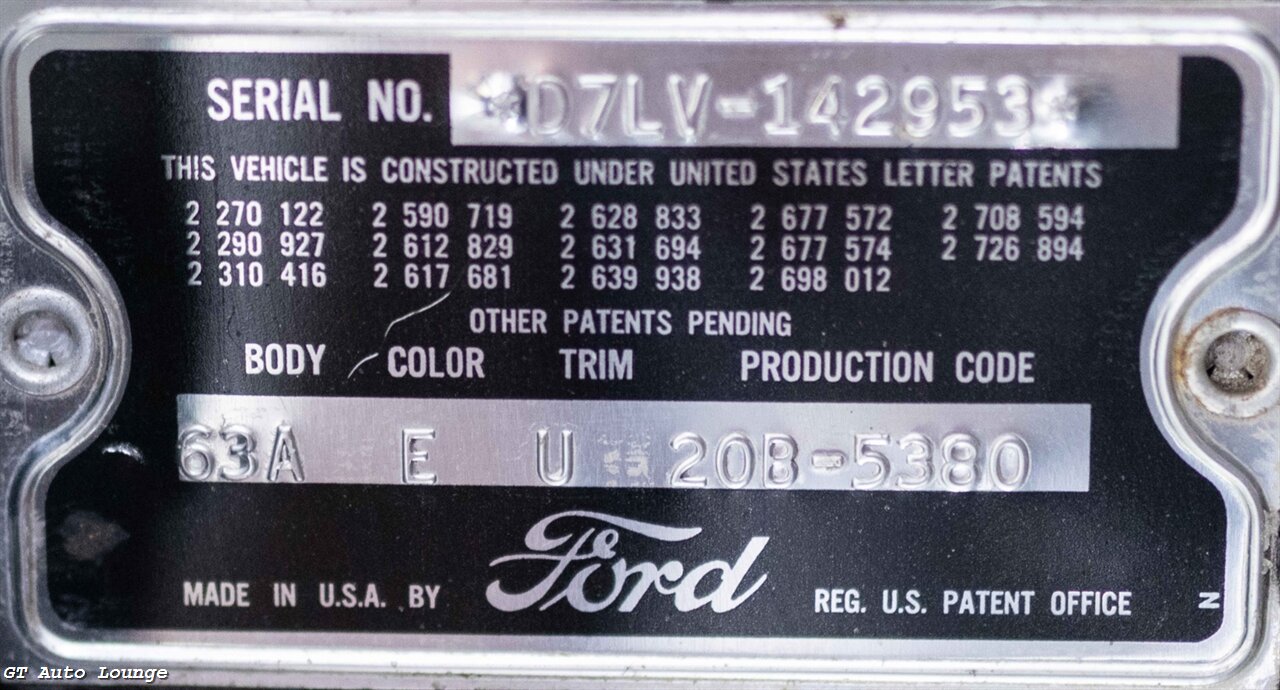 SERIAL NO. *D7LV-142953*
THIS VEHICLE IS CONSTRUCTED UNDER UNITED STATES LETTER PATENTS
2 270 122 2 590 719 2 628 833 2 677 572 2 708 594
2 290 927 2 612 829 2 631 694 2 677 574 2 726 894
2 310 416 2 617 681 2 639 938 2 698 012
OTHER PATENTS PENDING
BODY COLOR TRIM PRODUCTION CODE
63A E U 20B-5380
Ford
MADE IN U.S.A. BY REG. U.S. PATENT OFFICE N
GT Auto Lounge